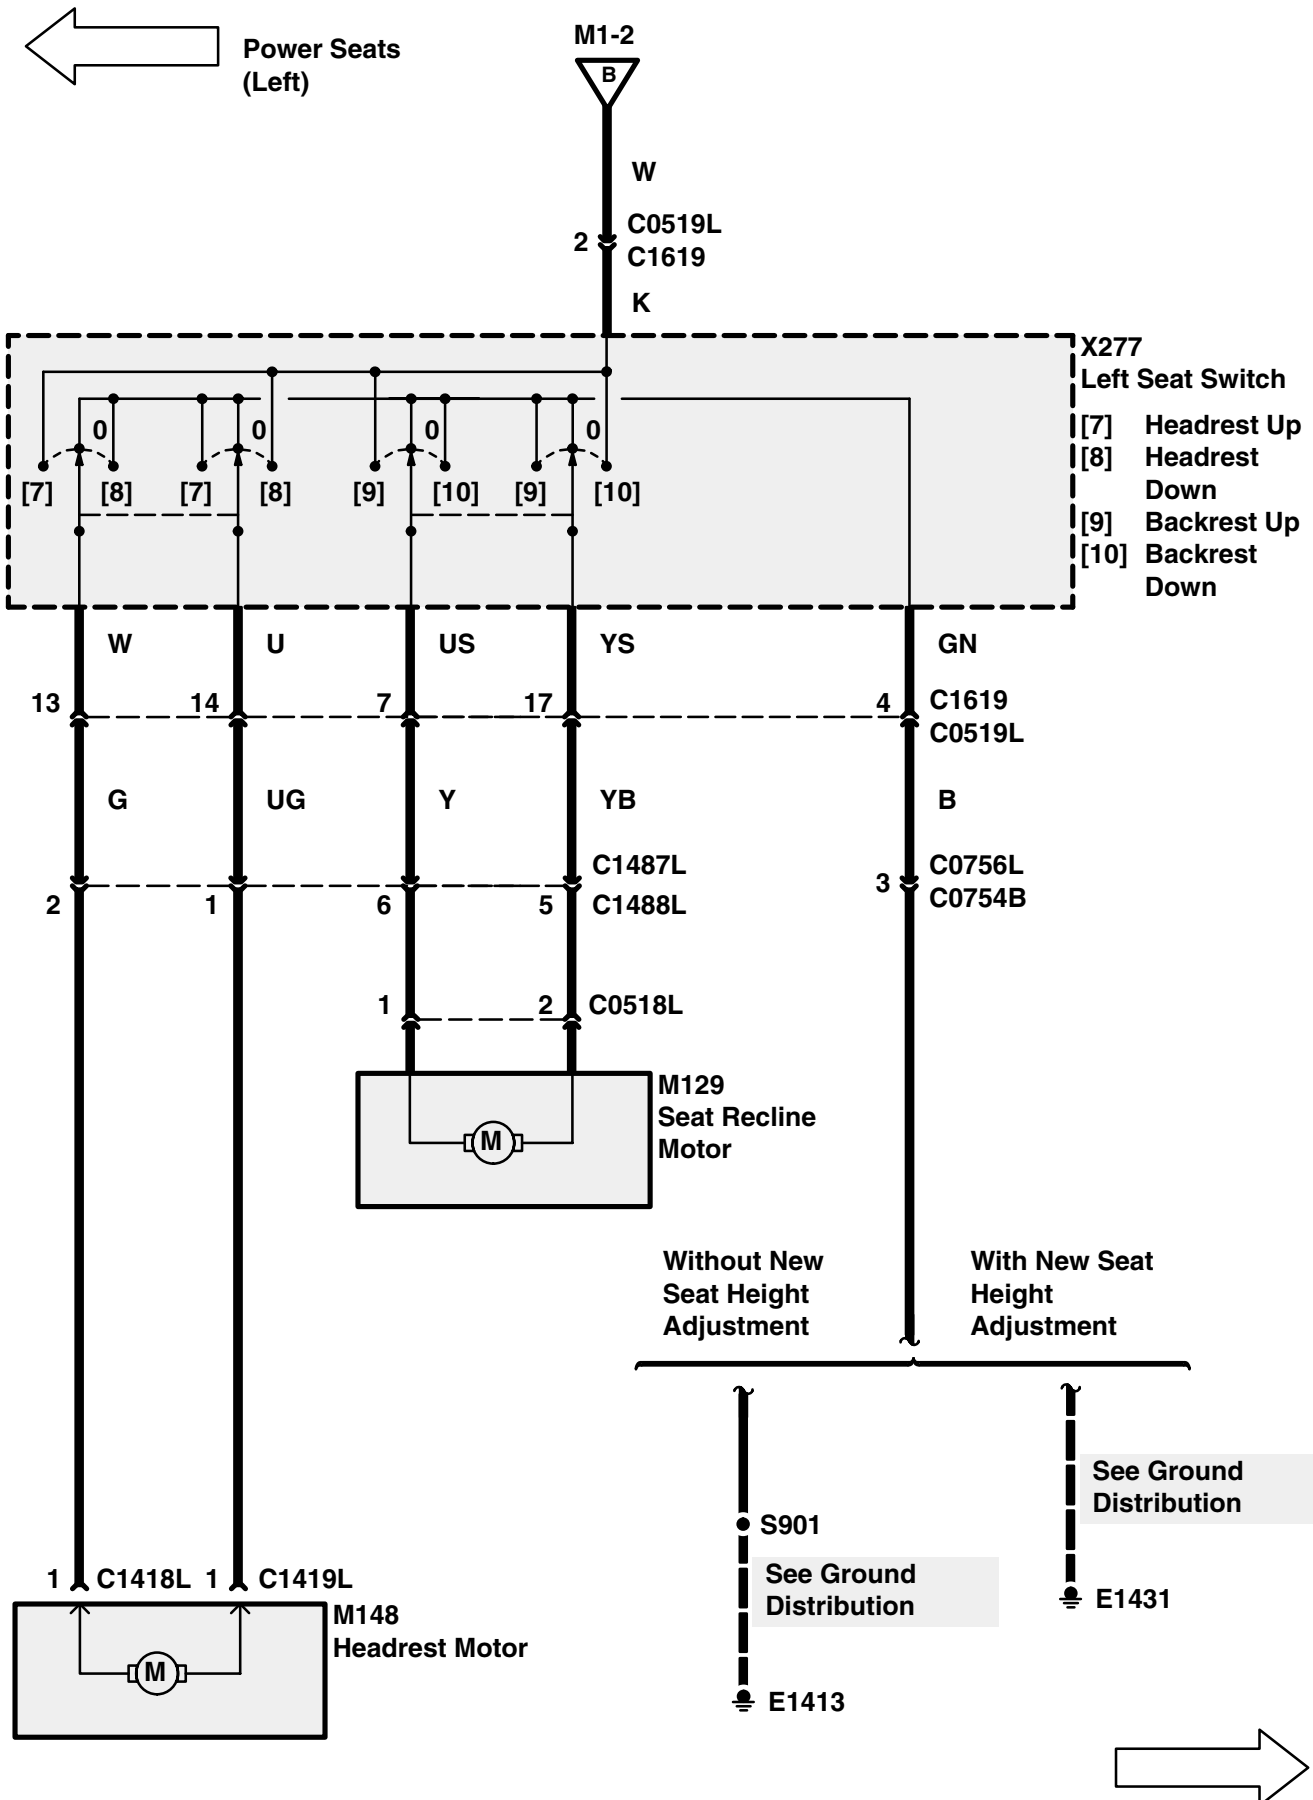 Power Seats
(Left)
M1-2
B
W
2
C0519L
C1619
K
X277
Left Seat Switch
[7] Headrest Up
[8] Headrest
Down
[9] Backrest Up
[10] Backrest
Down
0 0 0 0
[7] [8] [7] [8] [9] [10] [9] [10]
W U US YS GN
13 14 7 17 4 C1619
C0519L
G UG Y YB B
C1487L
C1488L
2 1 6 5
3
C0756L
C0754B
1 2 C0518L
M129
Seat Recline
Motor
M
Without New
Seat Height
Adjustment
With New Seat
Height
Adjustment
See Ground
Distribution
S901
See Ground
Distribution
E1431
E1413
1 C1418L 1 C1419L
M148
Headrest Motor
M